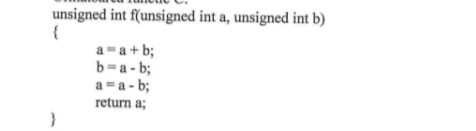 unsigned int f(unsigned int a, unsigned int b)
{
a = a + b;
b = a - b;
a = a - b;
return a;
}